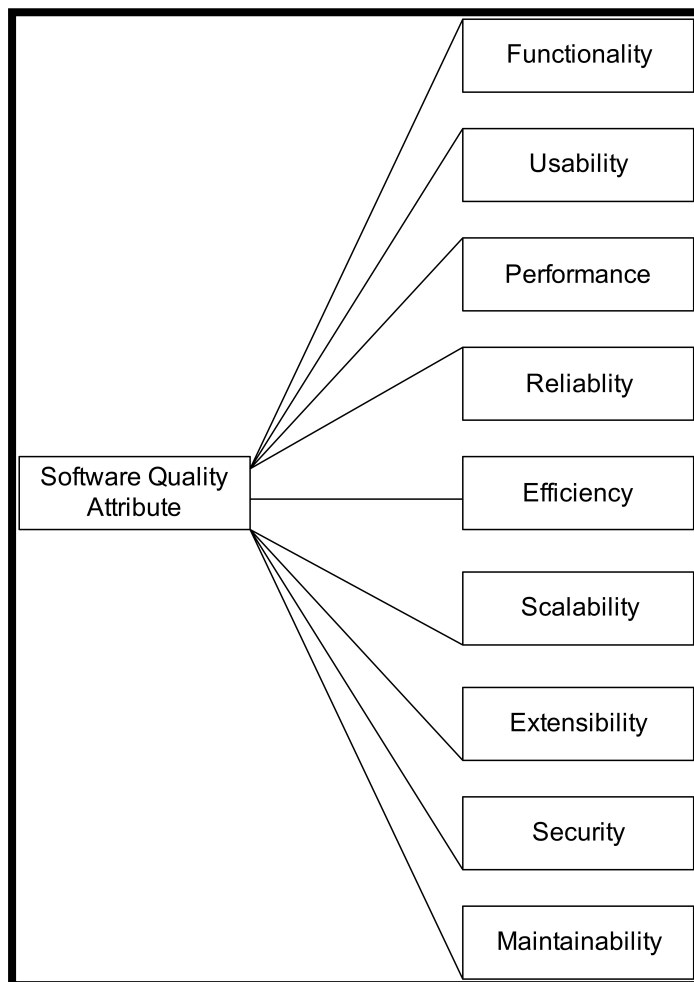 Functionality
Usability
Performance
Reliablity
Software Quality
Attribute
Efficiency
Scalability
Extensibility
Security
Maintainability